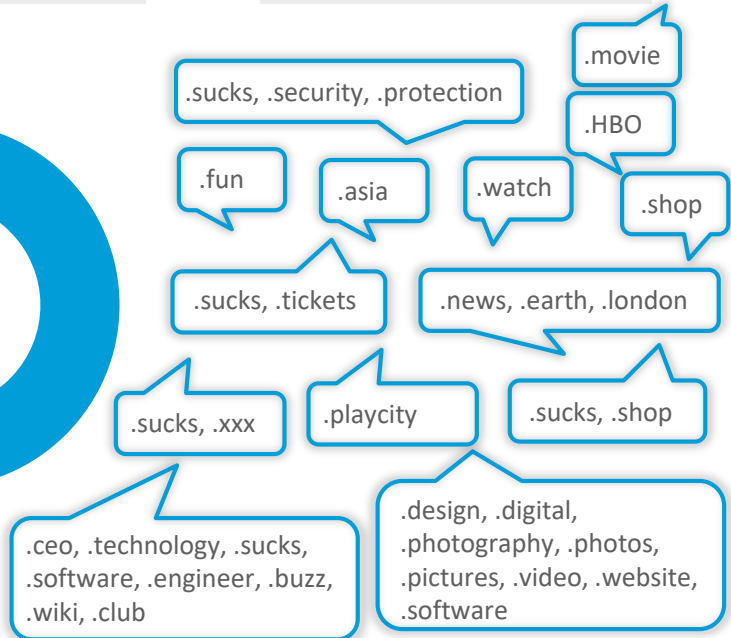 .movie
.sucks, .security, .protection
.HBO
.fun
.asia
.watch
.shop
.sucks, .tickets
.news, .earth, .london
.sucks, .xxx
.playcity
.sucks, .shop
.ceo, .technology, .sucks,
.software, .engineer, .buzz,
.wiki, .club
.design, .digital,
.photography, .photos,
.pictures, .video, .website,
.software